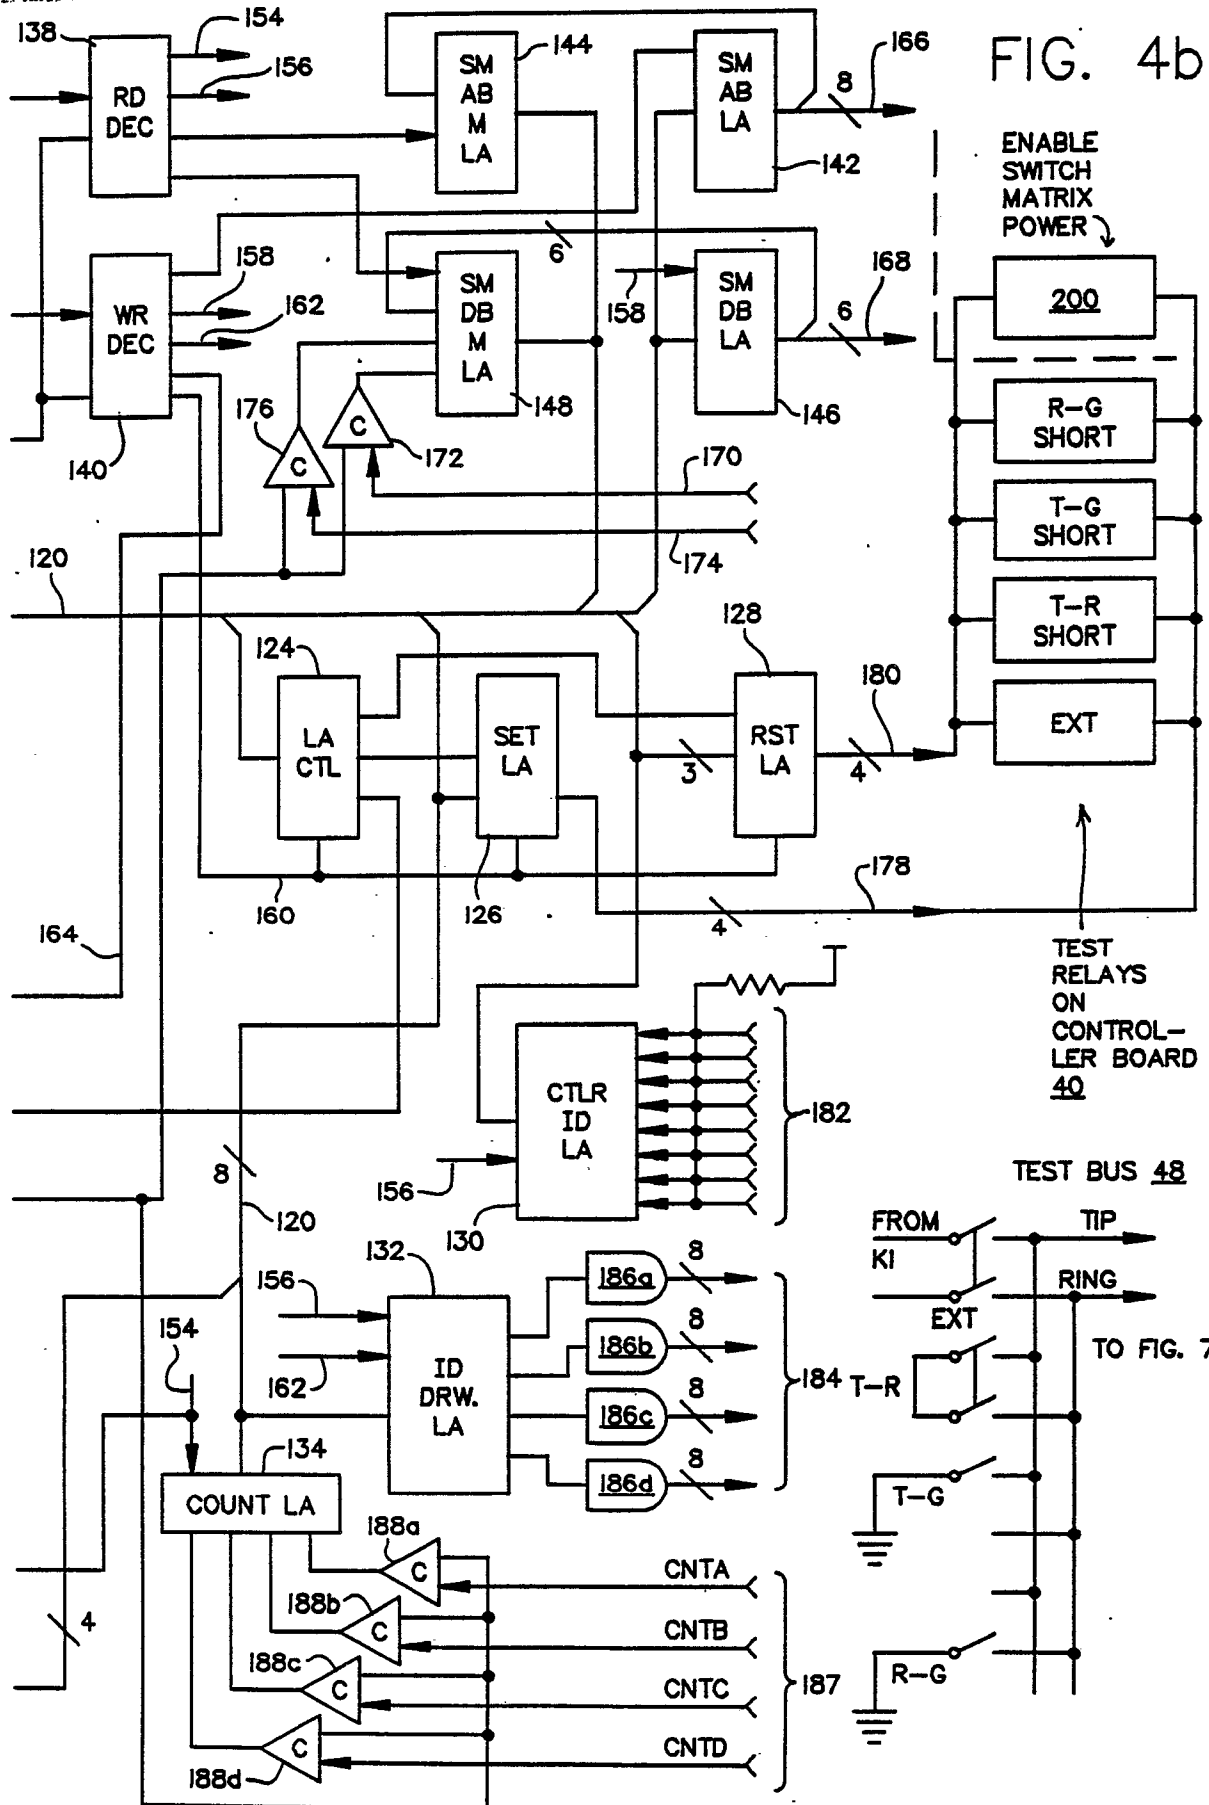 FIG. 4b
138
154
156
RD
DEC
144
SM
AB
M
LA
SM
AB
LA
142
8
166
ENABLE
SWITCH
MATRIX
POWER
200
WR
DEC
140
158
162
6
SM
DB
M
LA
148
158
SM
DB
LA
146
6
168
176
C
C
172
170
174
R-G
SHORT
T-G
SHORT
T-R
SHORT
EXT
120
124
LA
CTL
SET
LA
126
128
RST
LA
3
4
180
160
164
4
178
TEST
RELAYS
ON
CONTROL-
LER BOARD
40
CTLR
ID
LA
130
156
182
8
120
TEST BUS 48
FROM
K1
TIP
RING
EXT
TO FIG. 7
T-R
T-G
R-G
132
156
162
154
ID
DRW.
LA
186a
8
186b
8
186c
8
186d
8
184
134
COUNT LA
4
188a
C
CNTA
188b
C
CNTB
188c
C
CNTC
188d
C
CNTD
187